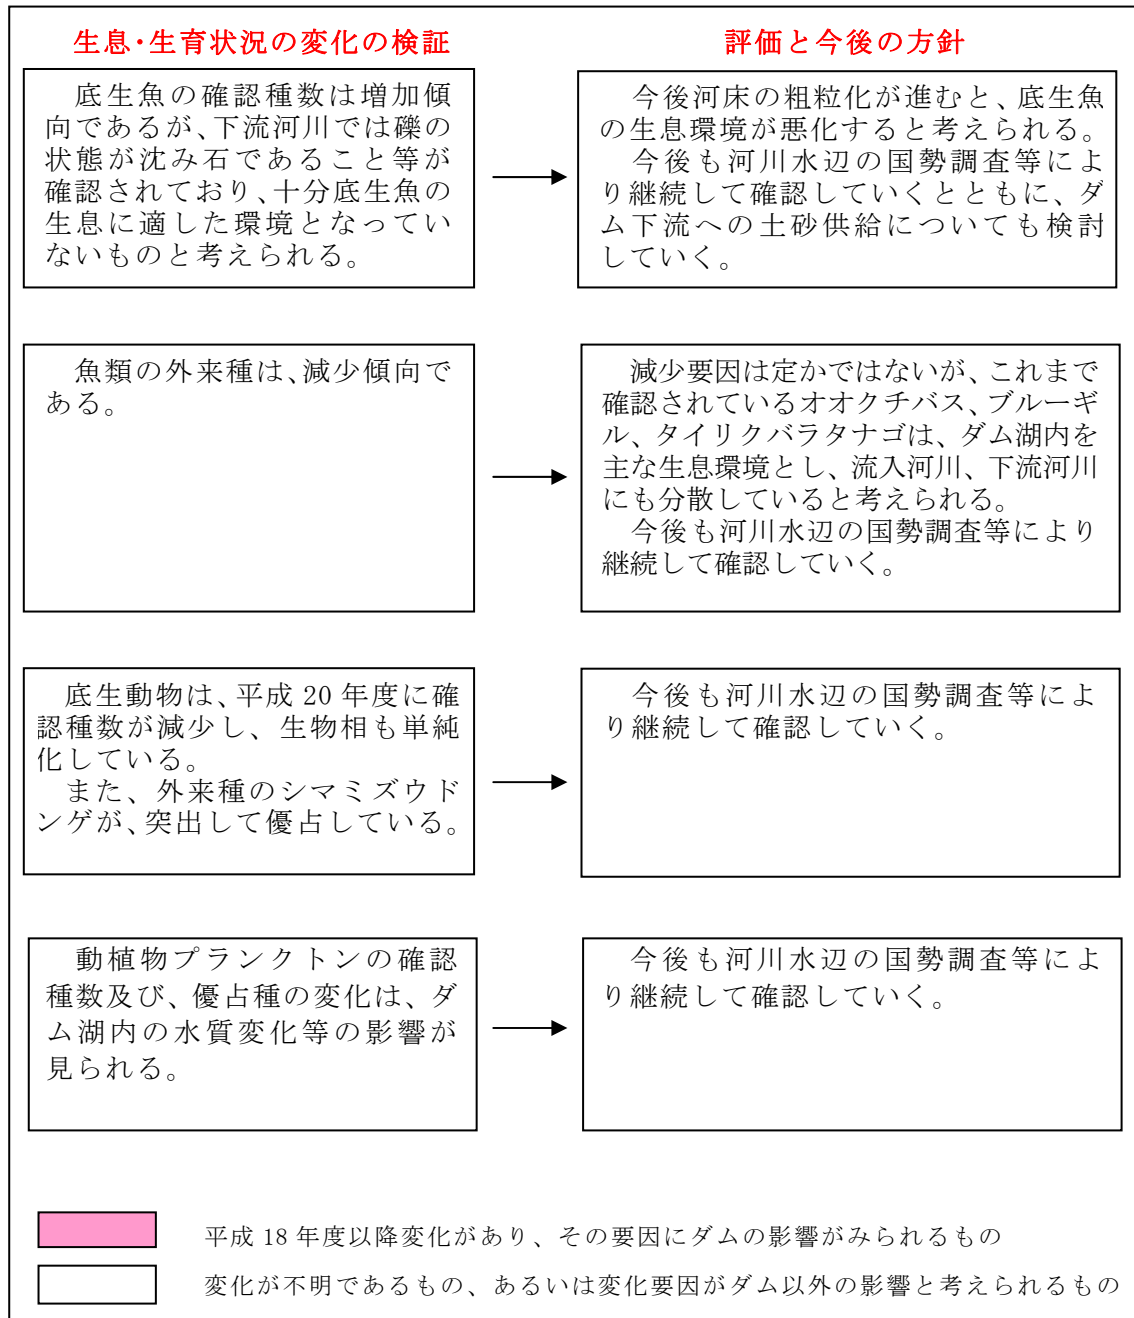 生息・生育状況の変化の検証
評価と今後の方針
底生魚の確認種数は増加傾
向であるが、下流河川では礫の
状態が沈み石であること等が
確認されており、十分底生魚の
生息に適した環境となってい
ないものと考えられる。
今後河床の粗粒化が進むと、底生魚
の生息環境が悪化すると考えられる。
今後も河川水辺の国勢調査等によ
り継続して確認していくとともに、ダ
ム下流への土砂供給についても検討
していく。
魚類の外来種は、減少傾向で
ある。
減少要因は定かではないが、これまで
確認されているオオクチバス、ブルーギ
ル、タイリクバラタナゴは、ダム湖内を
主な生息環境とし、流入河川、下流河川
にも分散していると考えられる。
今後も河川水辺の国勢調査等により
継続して確認していく。
底生動物は、平成 20 年度に確
認種数が減少し、生物相も単純
化している。
また、外来種のシマミズウド
ンゲが、突出して優占している。
今後も河川水辺の国勢調査等によ
り継続して確認していく。
動植物プランクトンの確認
種数及び、優占種の変化は、ダ
ム湖内の水質変化等の影響が
見られる。
今後も河川水辺の国勢調査等によ
り継続して確認していく。
平成 18 年度以降変化があり、その要因にダムの影響がみられるもの
変化が不明であるもの、あるいは変化要因がダム以外の影響と考えられるもの